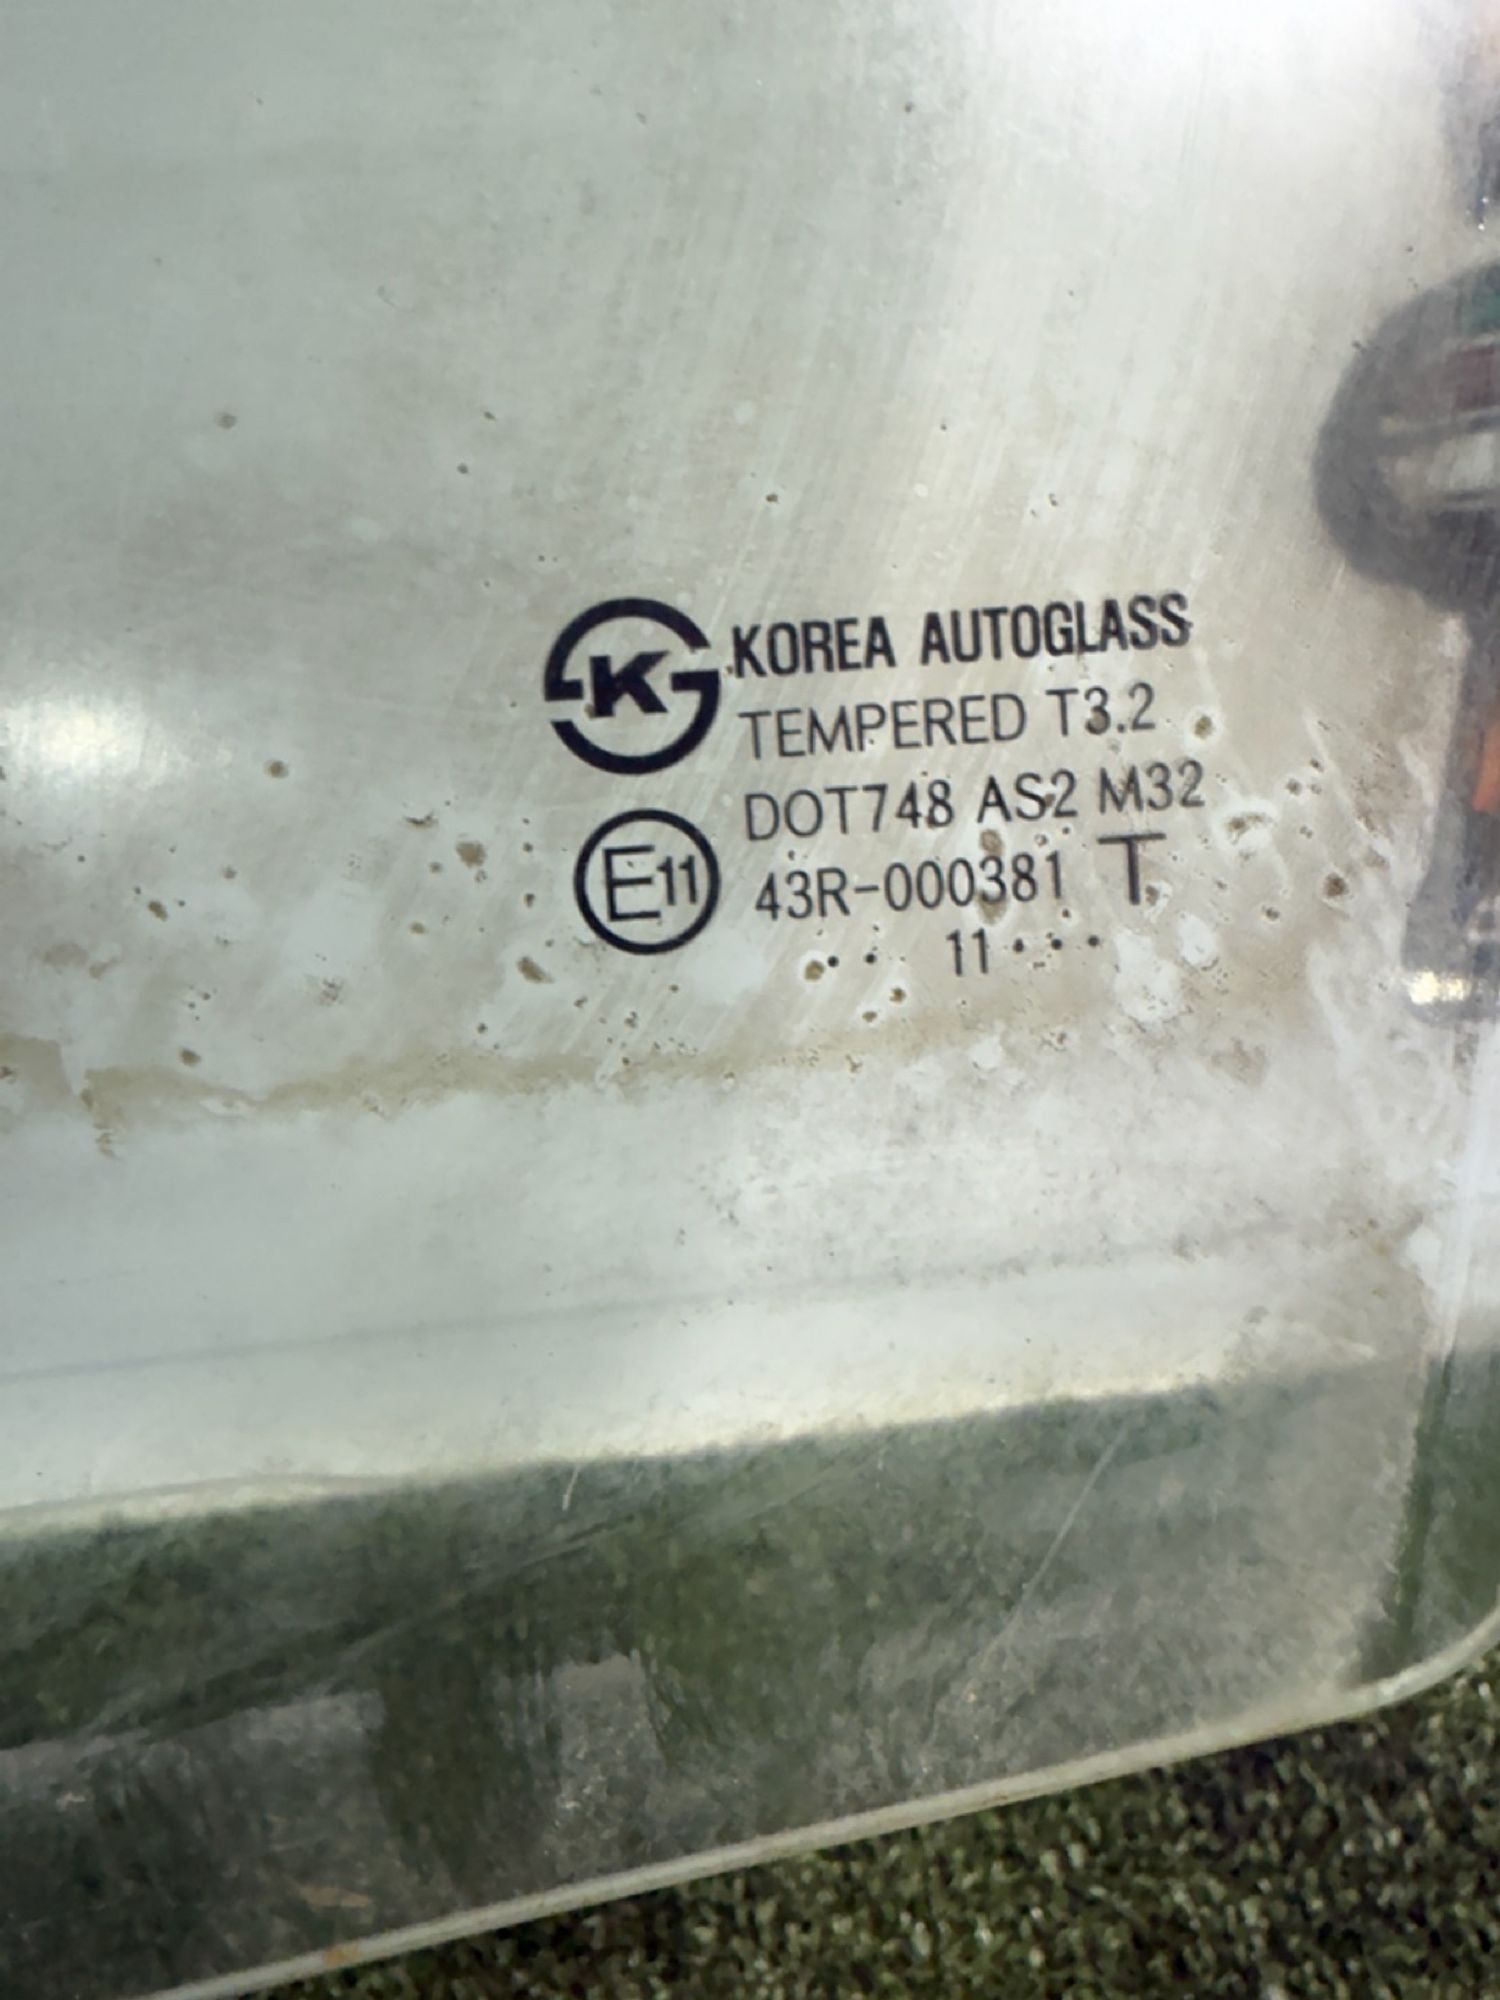 K KOREA AUTOGLASS
TEMPERED T3.2
DOT748 AS2 M32
E11 43R-000381 T
.. 11...